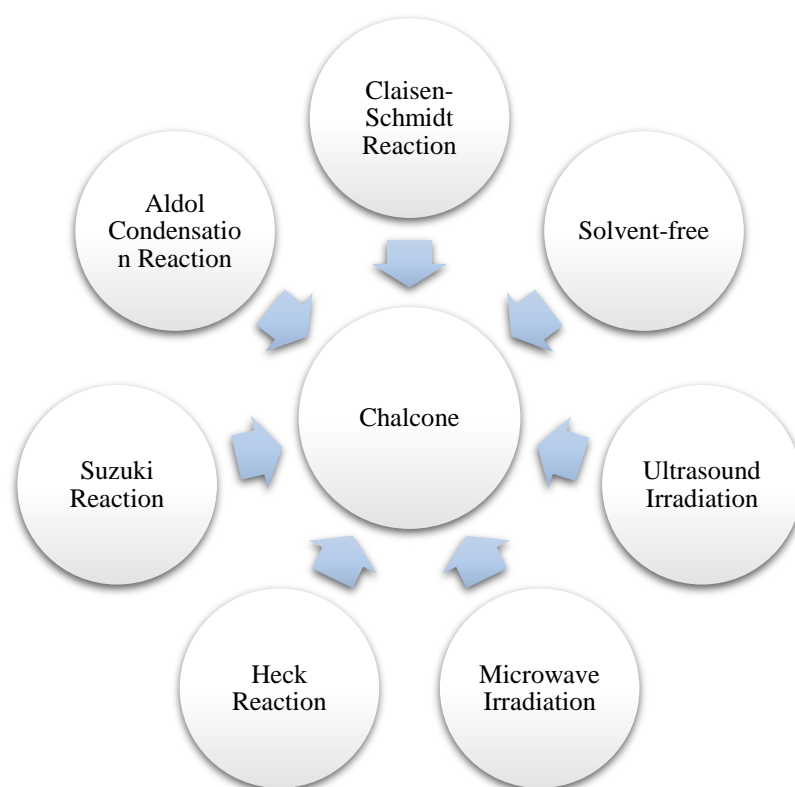 Claisen-
Schmidt
Reaction
Aldol
Condensatio
n Reaction
Solvent-free
Chalcone
Suzuki
Reaction
Ultrasound
Irradiation
Heck
Reaction
Microwave
Irradiation